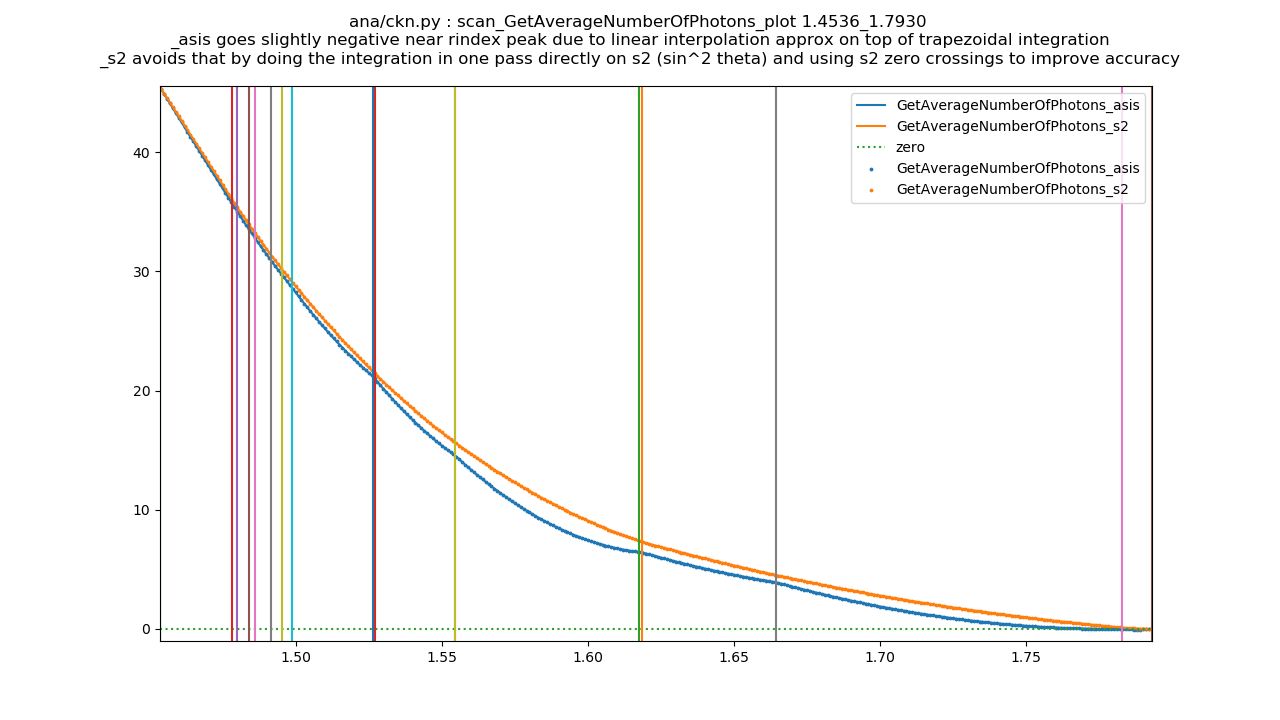 ana/ckn.py : scan_GetAverageNumberOfPhotons_plot 1.4536_1.7930
_asis goes slightly negative near rindex peak due to linear interpolation approx on top of trapezoidal integration
_s2 avoids that by doing the integration in one pass directly on s2 (sin^2 theta) and using s2 zero crossings to improve accuracy
GetAverageNumberOfPhotons_asis
GetAverageNumberOfPhotons_s2
zero
GetAverageNumberOfPhotons_asis
GetAverageNumberOfPhotons_s2
40
30
20
10
0
1.50 1.55 1.60 1.65 1.70 1.75